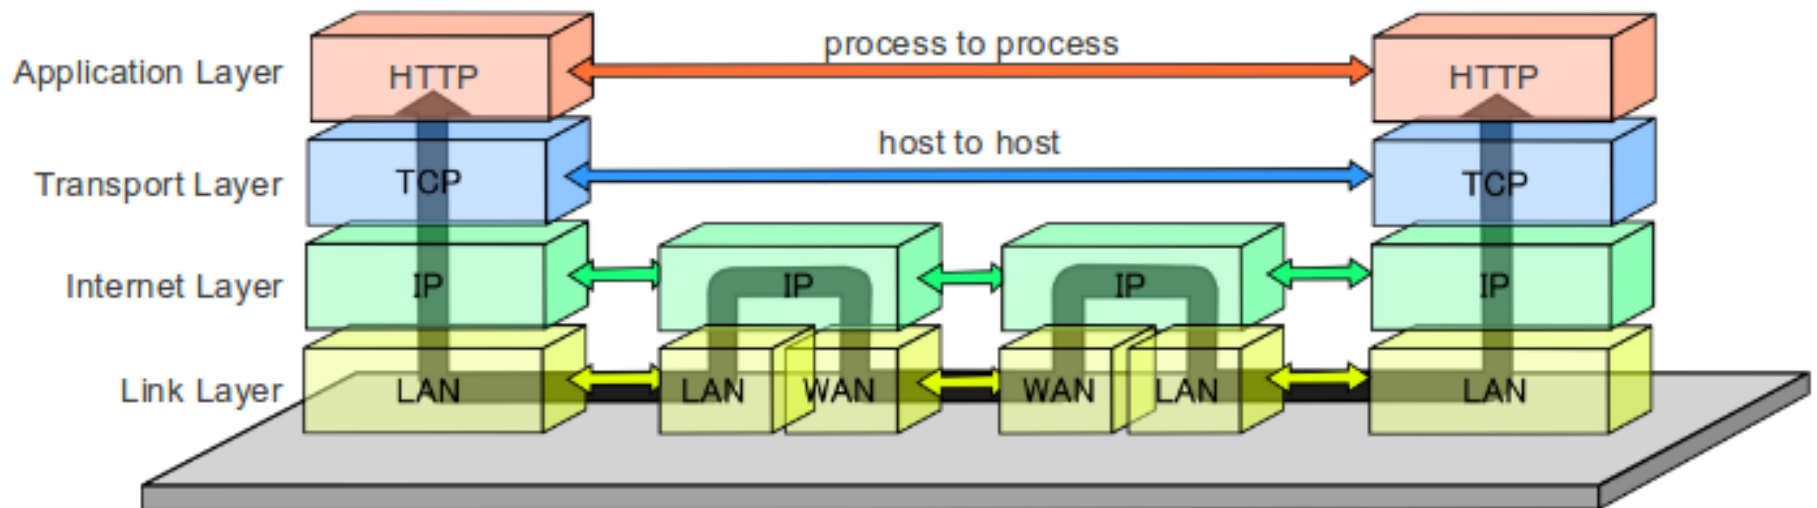 process to process
Application Layer HTTP HTTP
host to host
Transport Layer TCP TCP
Internet Layer IP IP IP IP
Link Layer LAN LAN WAN WAN LAN LAN